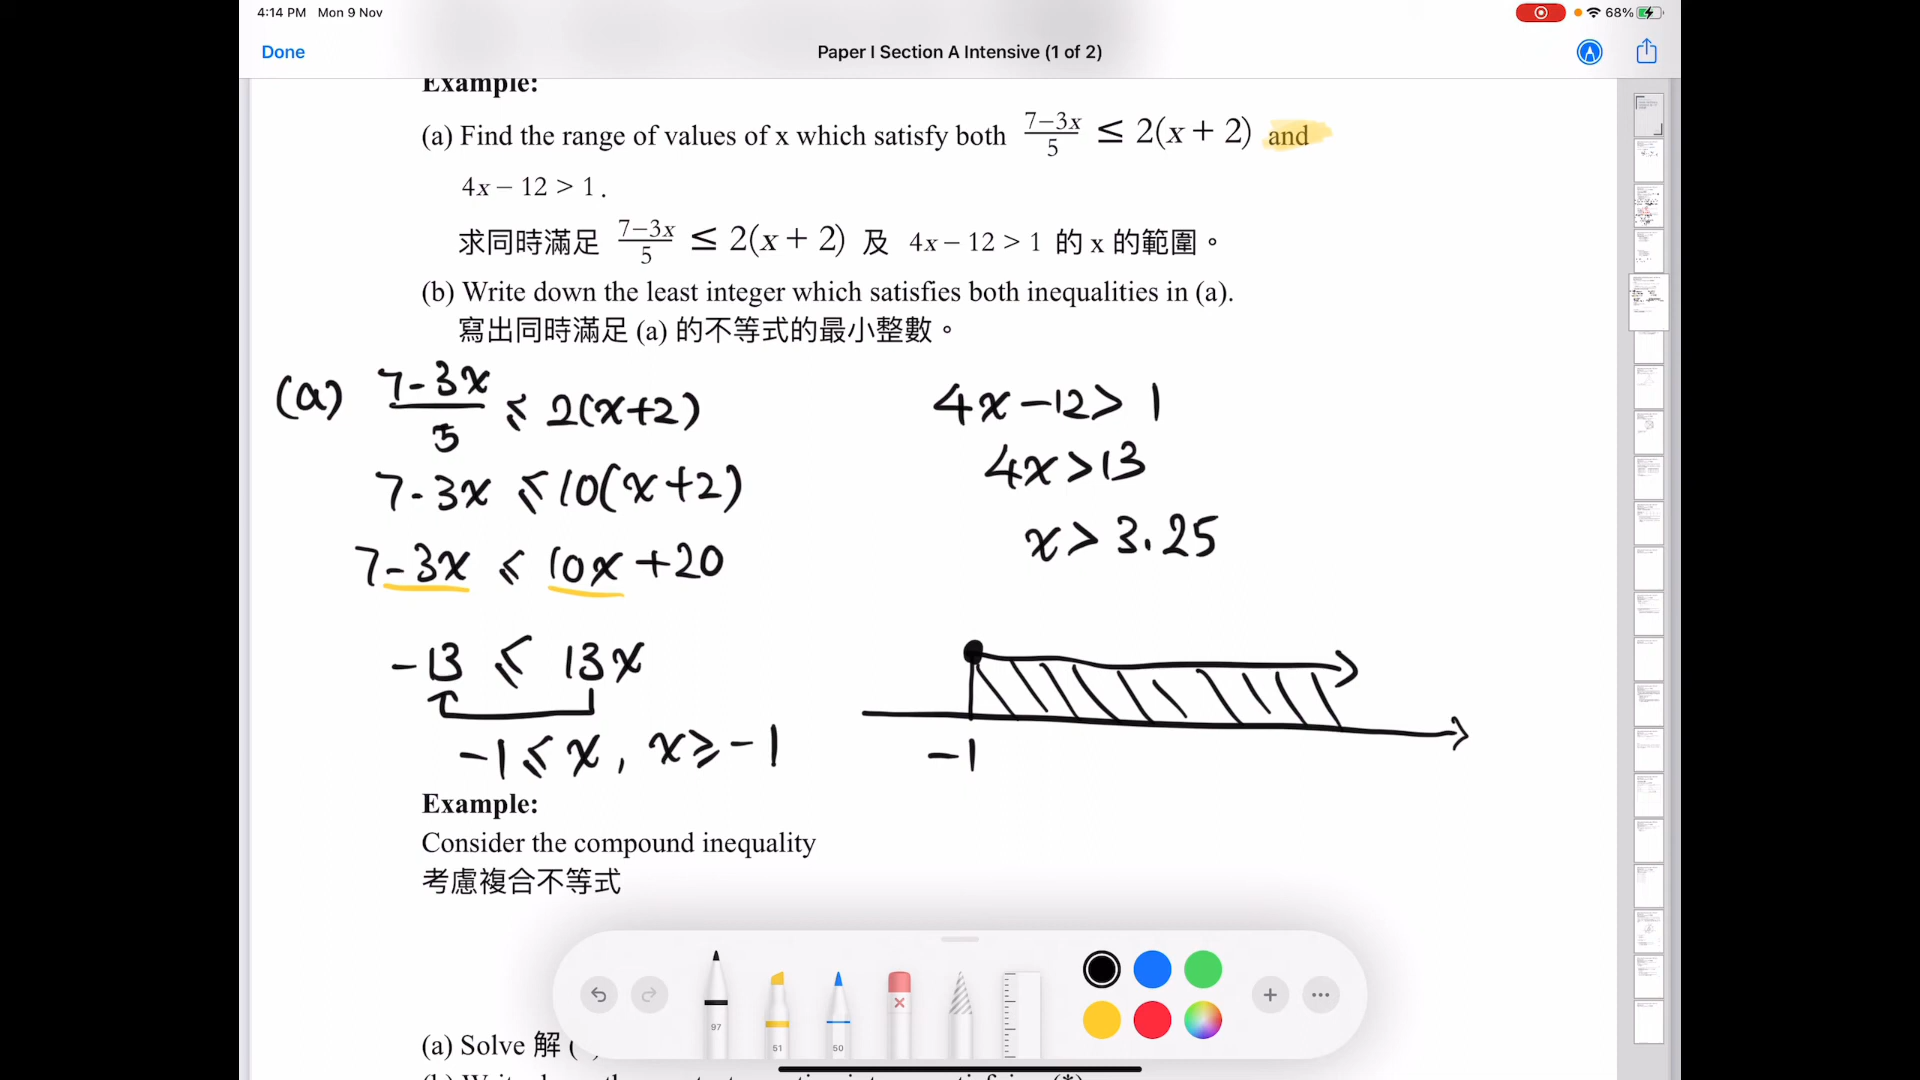 4:14 PM Mon 9 Nov
68%
Done
Paper I Section A Intensive (1 of 2)
Example:
(a) Find the range of values of x which satisfy both (7−3x)/5 ≤ 2(x + 2) and
4x − 12 > 1 .
求同時滿足 (7−3x)/5 ≤ 2(x + 2) 及 4x − 12 > 1 的 x 的範圍。
(b) Write down the least integer which satisfies both inequalities in (a).
寫出同時滿足 (a) 的不等式的最小整數。
(a) (7-3x)/5 ⩽ 2(x+2)
7-3x ⩽ 10(x+2)
7-3x ⩽ 10x +20
-13 ⩽ 13x
-1 ⩽ x, x ⩾ -1
4x -12 > 1
4x > 13
x > 3.25
-1
Example:
Consider the compound inequality
考慮複合不等式
97
51
50
(a) Solve 解 (